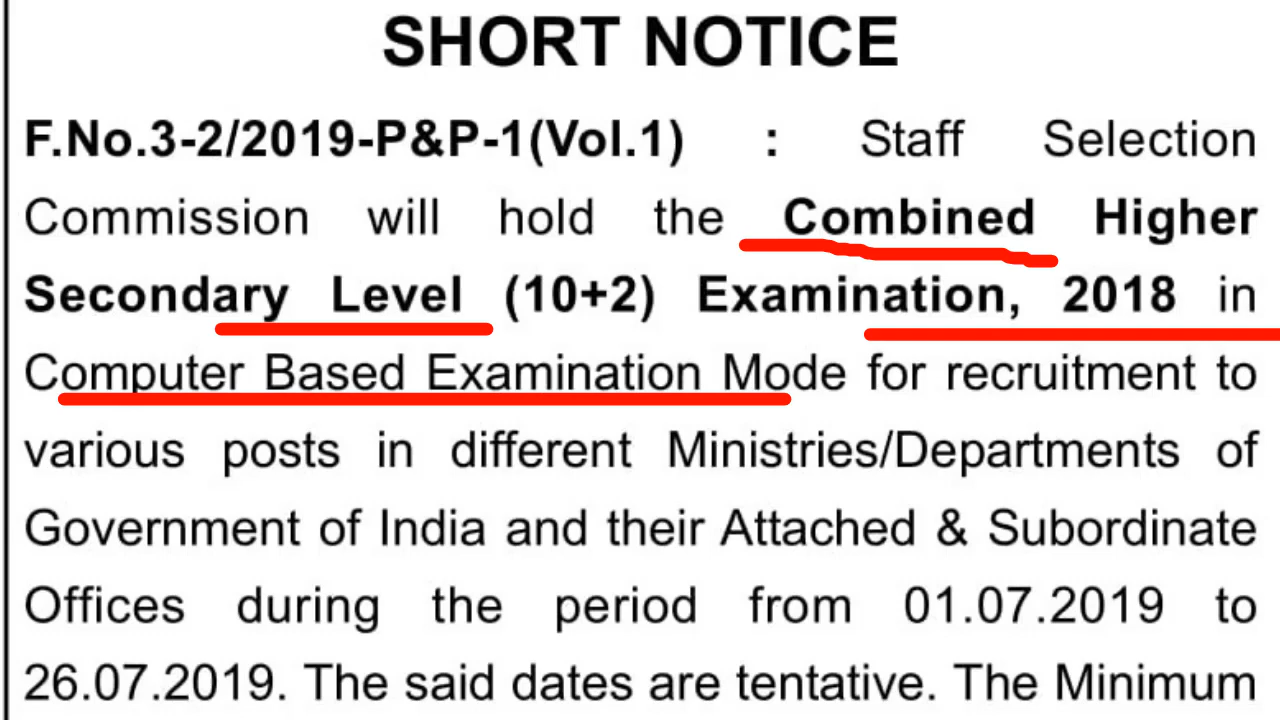 SHORT NOTICE
F.No.3-2/2019-P&P-1(Vol.1) : Staff Selection
Commission will hold the Combined Higher
Secondary Level (10+2) Examination, 2018 in
Computer Based Examination Mode for recruitment to
various posts in different Ministries/Departments of
Government of India and their Attached & Subordinate
Offices during the period from 01.07.2019 to
26.07.2019. The said dates are tentative. The Minimum